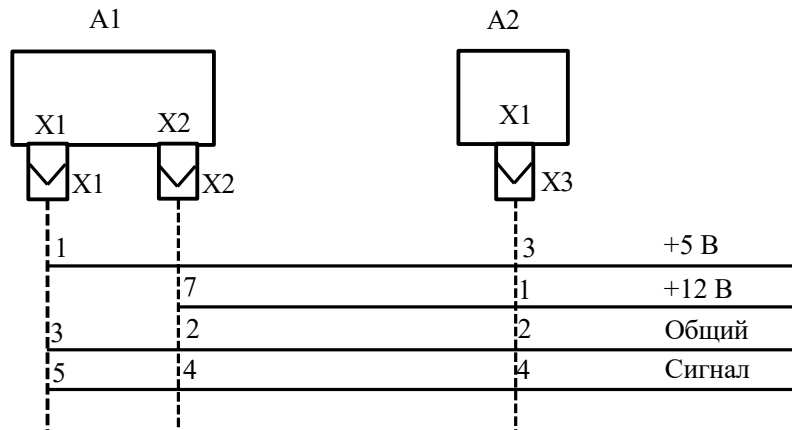 A1 A2
X1 X2 X1
X1 X2 X3
1 3 +5 В
7 1 +12 В
3 2 2 Общий
5 4 4 Сигнал